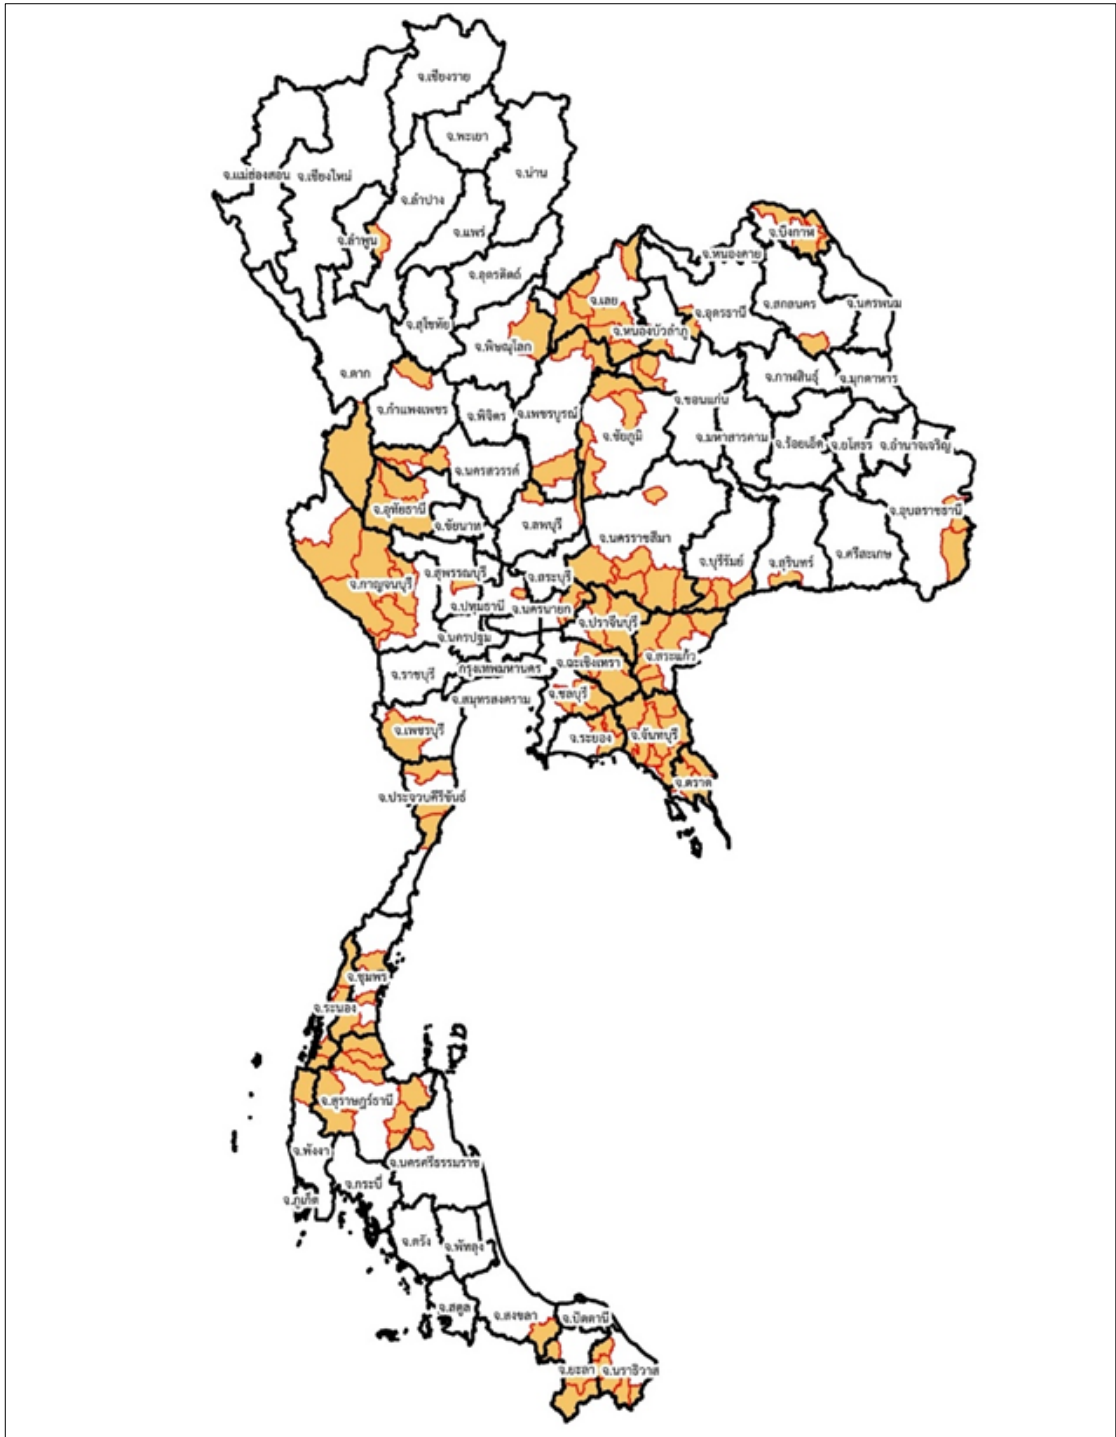 จ.เชียงราย
จ.พะเยา
จ.แม่ฮ่องสอน
จ.เชียงใหม่
จ.น่าน
จ.ลำปาง
จ.แพร่
จ.ลำพูน
จ.บึงกาฬ
จ.หนองคาย
จ.อุตรดิตถ์
จ.เลย
จ.สกลนคร
จ.นครพนม
จ.อุดรธานี
จ.สุโขทัย
จ.หนองบัวลำภู
จ.พิษณุโลก
จ.ตาก
จ.กาฬสินธุ์
จ.มุกดาหาร
จ.ขอนแก่น
จ.กำแพงเพชร
จ.พิจิตร
จ.เพชรบูรณ์
จ.ชัยภูมิ
จ.มหาสารคาม
จ.ร้อยเอ็ด
จ.ยโสธร
จ.อำนาจเจริญ
จ.นครสวรรค์
จ.อุทัยธานี
จ.อุบลราชธานี
จ.ชัยนาท
จ.ลพบุรี
จ.นครราชสีมา
จ.บุรีรัมย์
จ.สุรินทร์
จ.ศรีสะเกษ
จ.กาญจนบุรี
จ.สุพรรณบุรี
จ.สระบุรี
จ.ปทุมธานี
จ.นครนายก
จ.ปราจีนบุรี
จ.นครปฐม
จ.สระแก้ว
จ.ราชบุรี
กรุงเทพมหานคร
จ.ฉะเชิงเทรา
จ.สมุทรสงคราม
จ.ชลบุรี
จ.เพชรบุรี
จ.ระยอง
จ.จันทบุรี
จ.ตราด
จ.ประจวบคีรีขันธ์
จ.ชุมพร
จ.ระนอง
จ.สุราษฎร์ธานี
จ.พังงา
จ.นครศรีธรรมราช
จ.กระบี่
จ.ภูเก็ต
จ.ตรัง
จ.พัทลุง
จ.สตูล
จ.สงขลา
จ.ปัตตานี
จ.ยะลา
จ.นราธิวาส